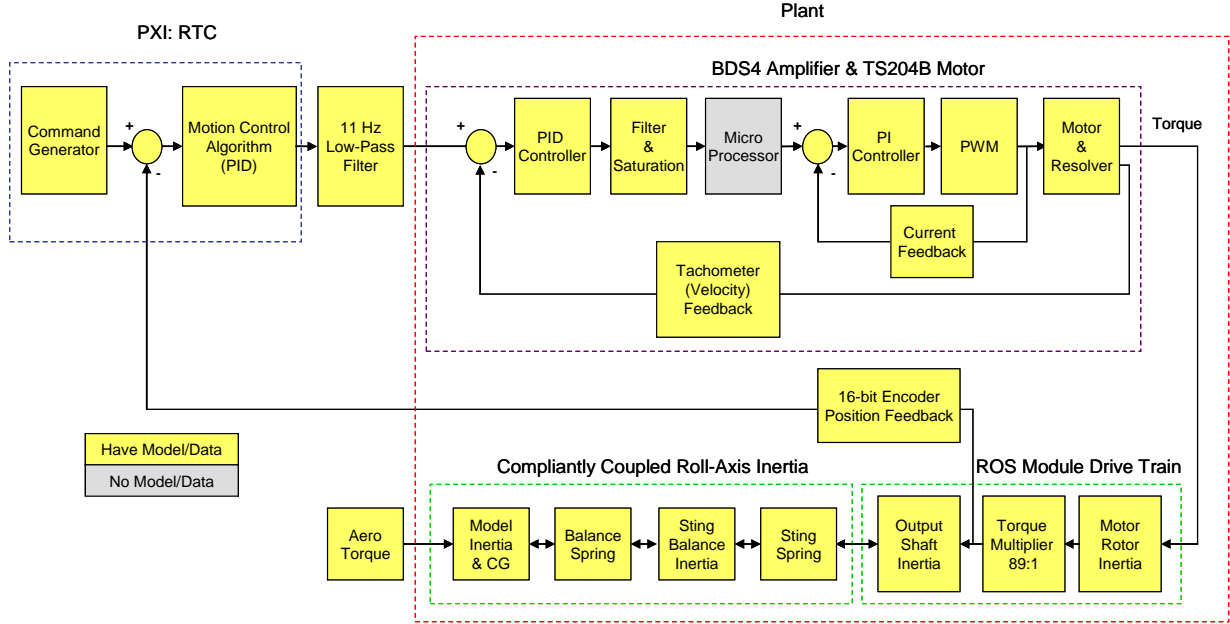 Plant
PXI: RTC
BDS4 Amplifier & TS204B Motor
Command
Generator
+
-
Motion Control
Algorithm
(PID)
11 Hz
Low-Pass
Filter
+
-
PID
Controller
Filter
&
Saturation
Micro
Processor
+
-
PI
Controller
PWM
Motor
&
Resolver
Torque
Current
Feedback
Tachometer
(Velocity)
Feedback
16-bit Encoder
Position Feedback
Have Model/Data
No Model/Data
Compliantly Coupled Roll-Axis Inertia
ROS Module Drive Train
Aero
Torque
Model
Inertia
& CG
Balance
Spring
Sting
Balance
Inertia
Sting
Spring
Output
Shaft
Inertia
Torque
Multiplier
89:1
Motor
Rotor
Inertia